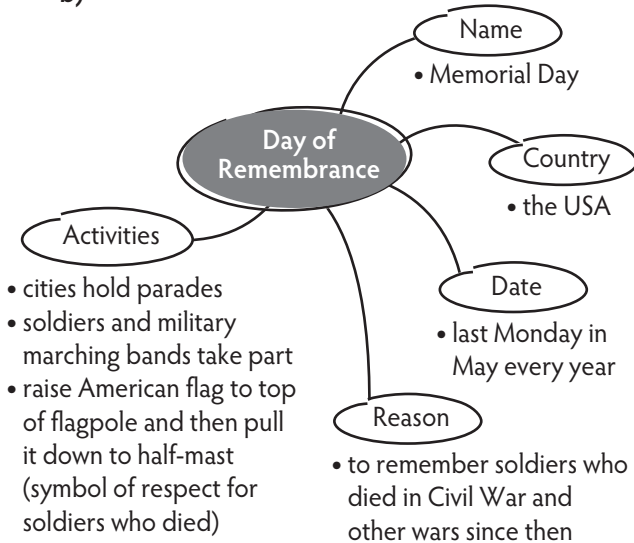 b)
Name
• Memorial Day
Day of
Remembrance
Country
• the USA
Activities
• cities hold parades
• soldiers and military
marching bands take part
• raise American flag to top
of flagpole and then pull
it down to half-mast
(symbol of respect for
soldiers who died)
Date
• last Monday in
May every year
Reason
• to remember soldiers who
died in Civil War and
other wars since then